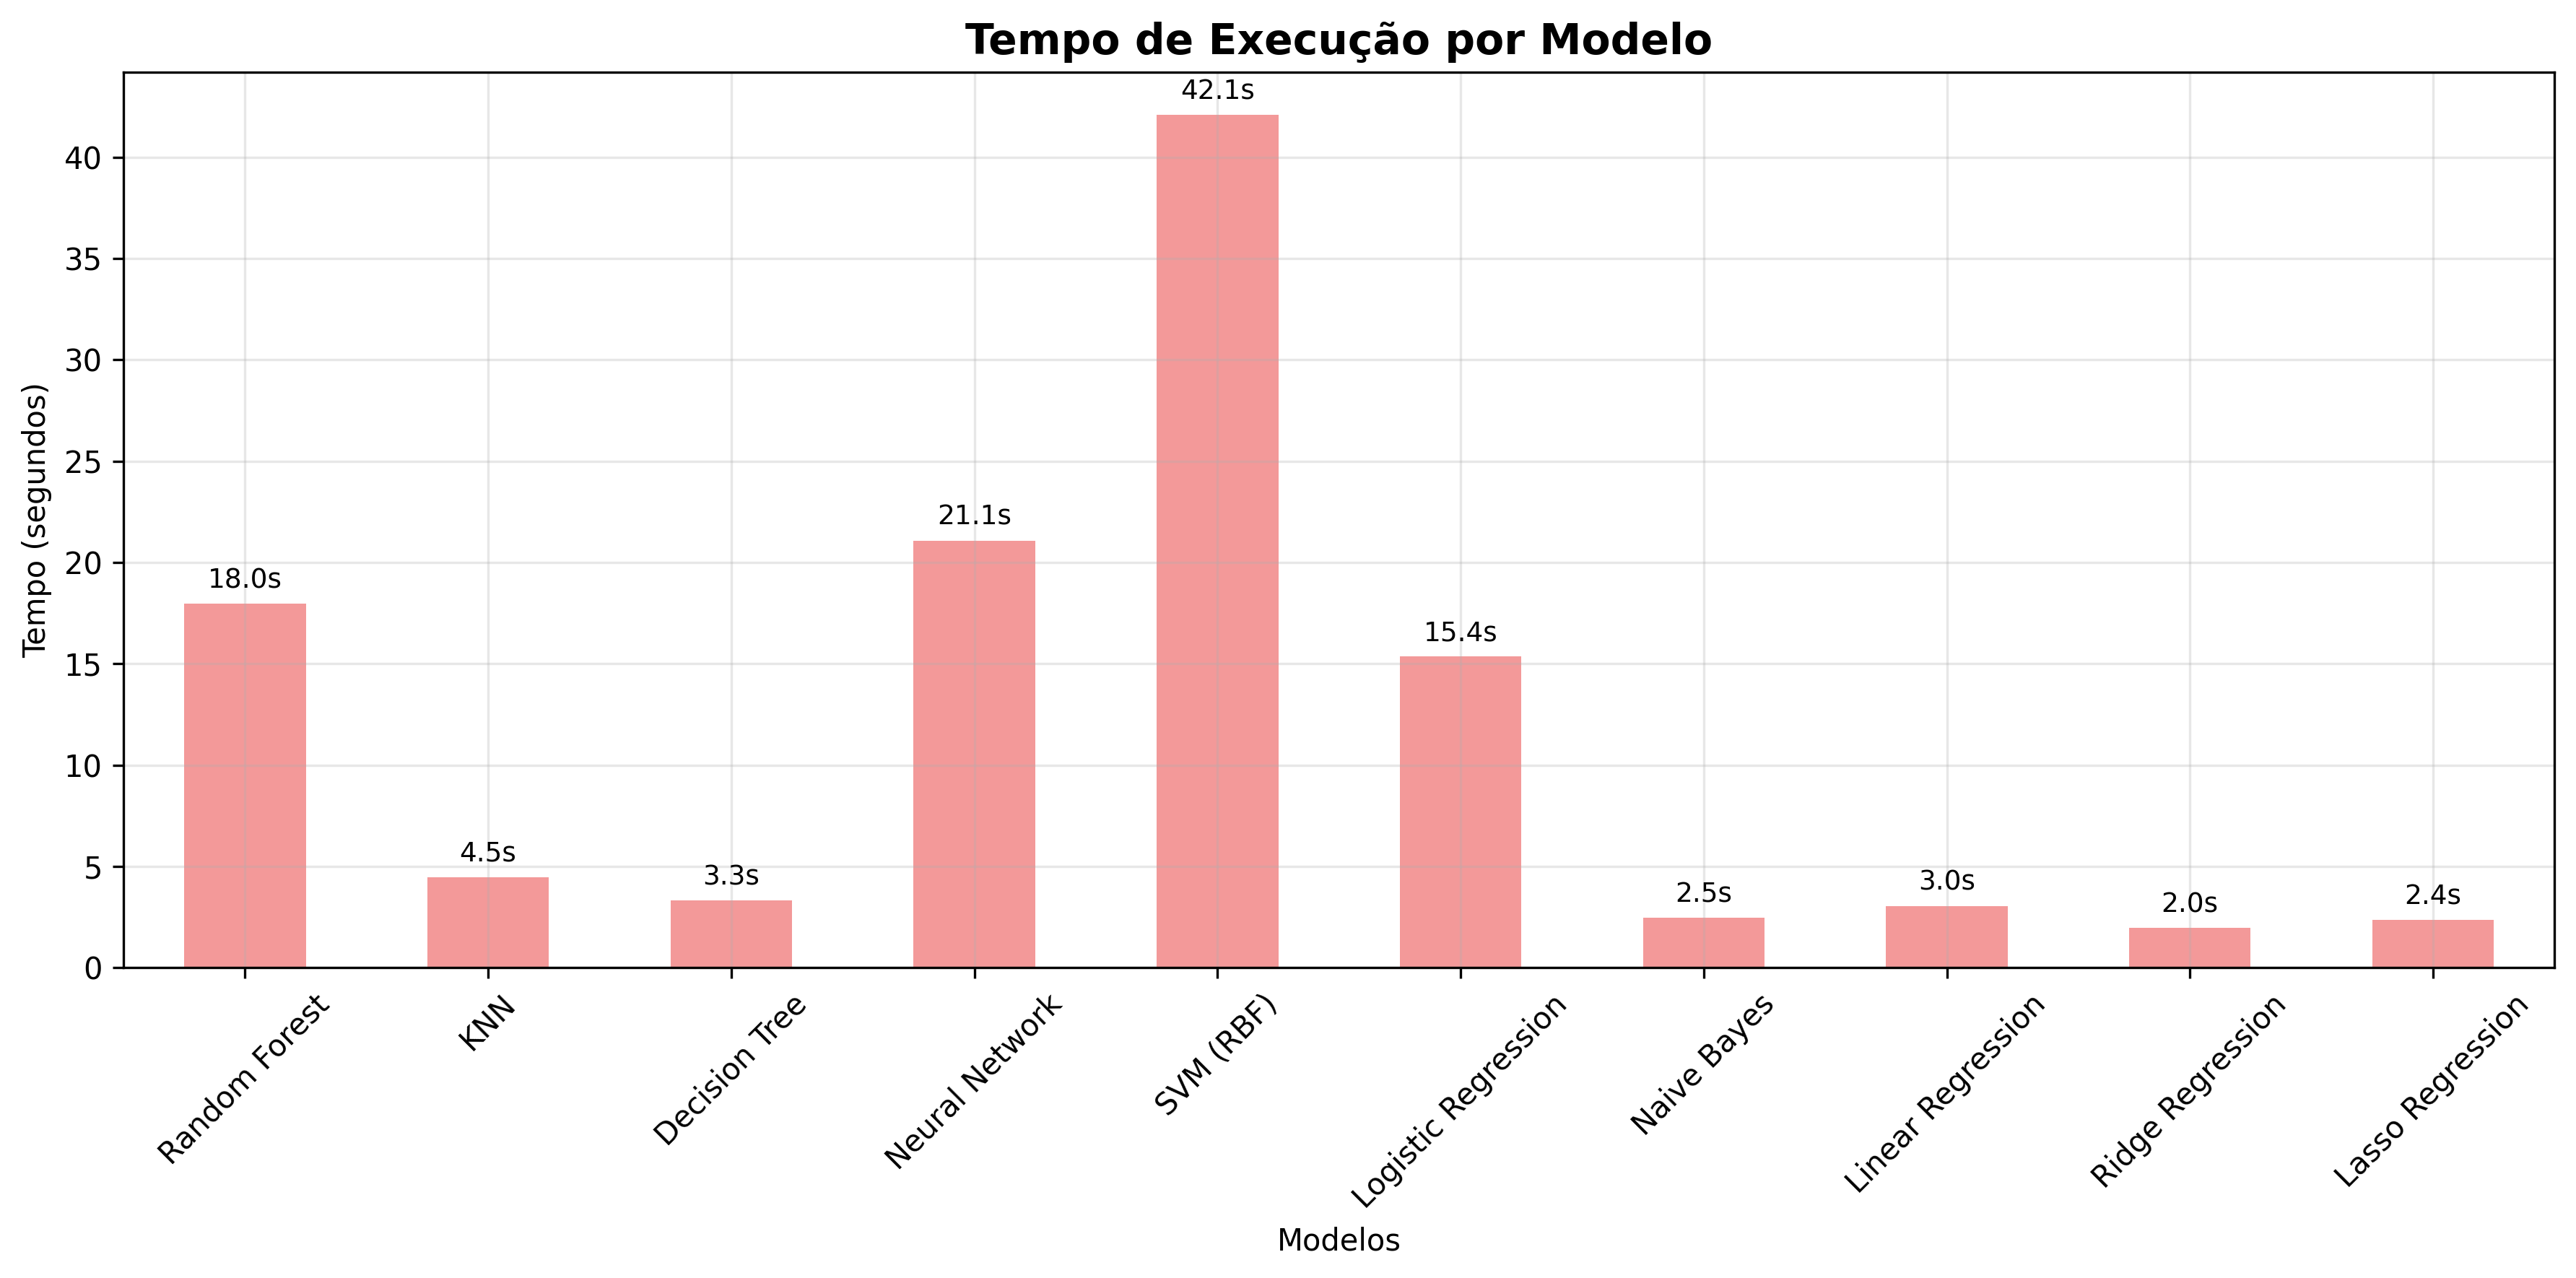 Tempo de Execução por Modelo
Tempo (segundos)
40
35
30
25
20
15
10
5
0
18.0s
4.5s
3.3s
21.1s
42.1s
15.4s
2.5s
3.0s
2.0s
2.4s
Random Forest
KNN
Decision Tree
Neural Network
SVM (RBF)
Logistic Regression
Naive Bayes
Linear Regression
Ridge Regression
Lasso Regression
Modelos